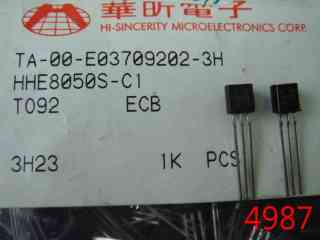 華昕電子
HI-SINCERITY MICROELECTRONICS CORP.
TA-00-E03709202-3H
HHE8050S-C1
TO92 ECB
3H23 1K PCS
4987